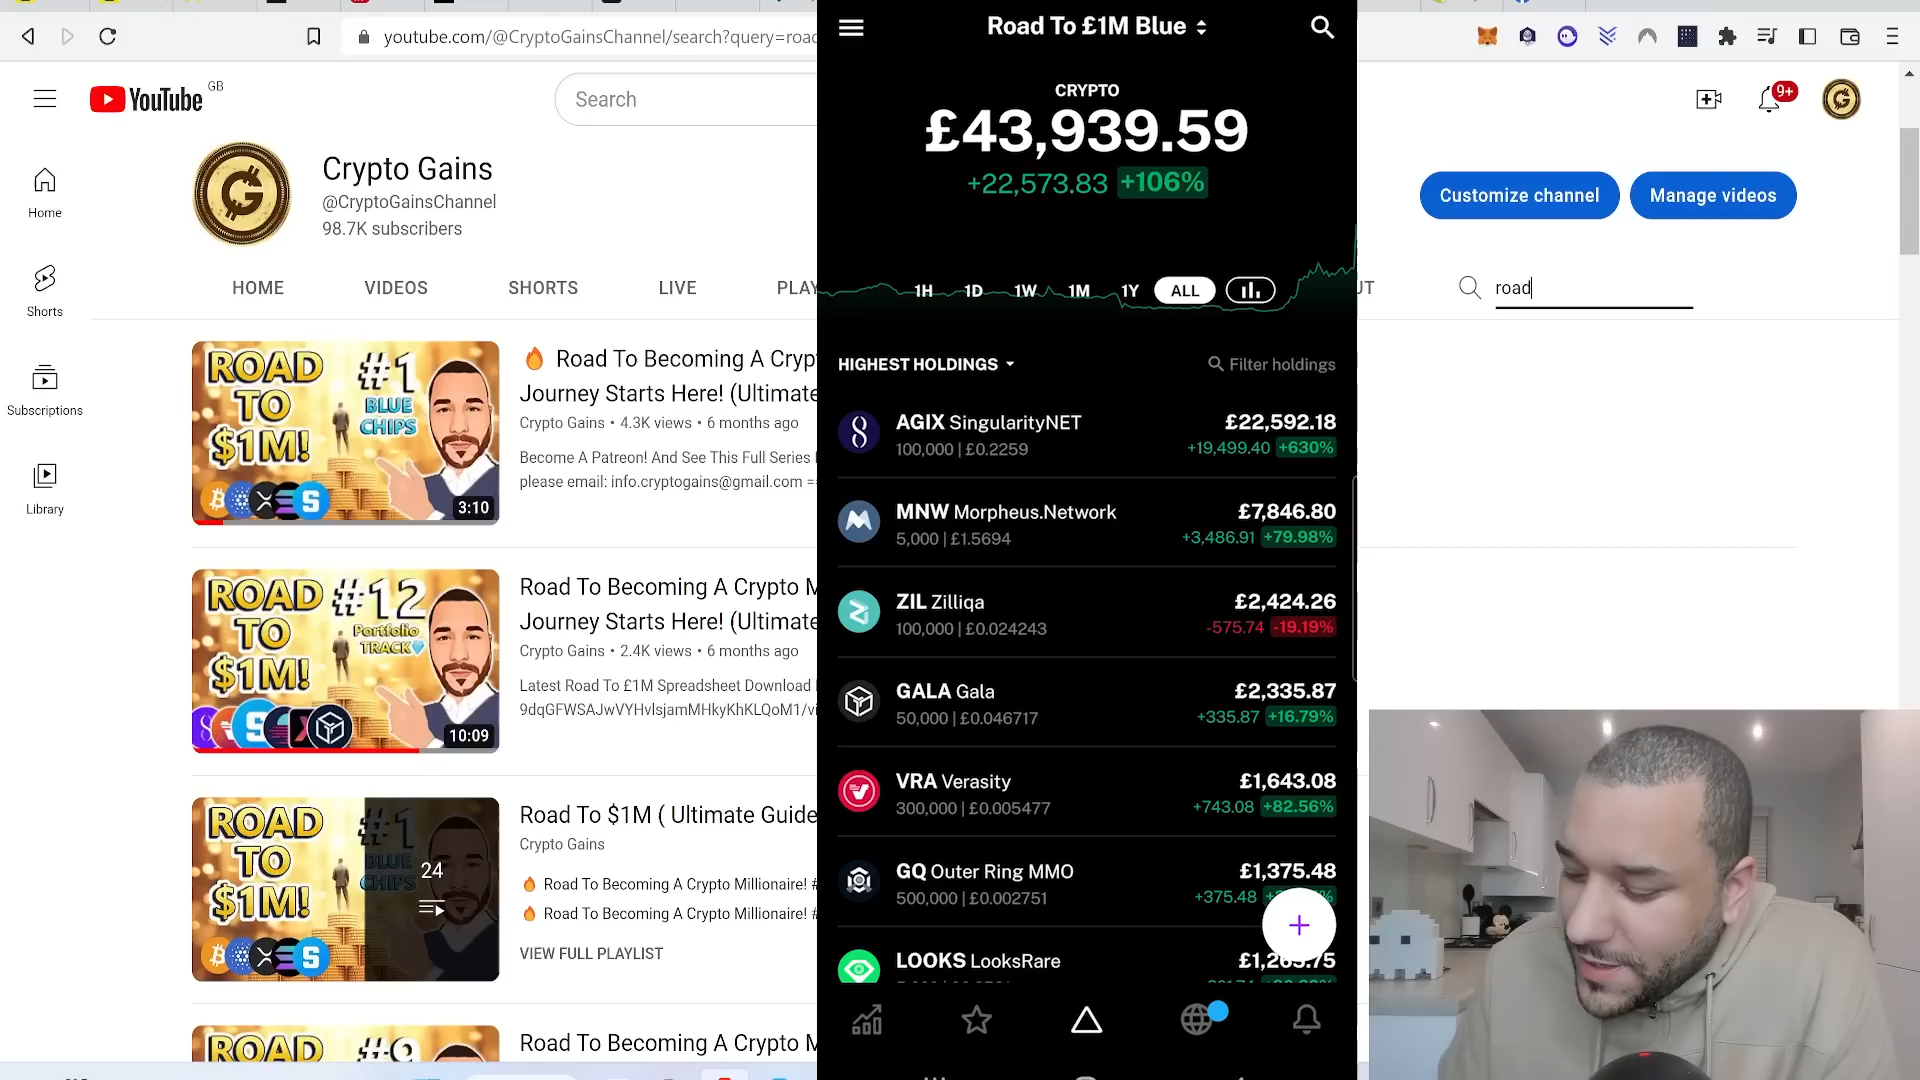 youtube.com/@CryptoGainsChannel/search?query=road
YouTube GB
Search
9+
Home
Shorts
Subscriptions
Library
Crypto Gains
@CryptoGainsChannel
98.7K subscribers
Customize channel
Manage videos
HOME
VIDEOS
SHORTS
LIVE
road
ROAD TO $1M!
#1
BLUE CHIPS
3:10
🔥 Road To Becoming A
Journey Starts Here! (Ultimate
Crypto Gains • 4.3K views • 6 months ago
Become A Patreon! And See This Full Series
please email: info.cryptogains@gmail.com ==
ROAD TO $1M!
#12
Portfolio TRACK
10:09
Road To Becoming A Crypto
Journey Starts Here! (Ultimate
Crypto Gains • 2.4K views • 6 months ago
Latest Road To £1M Spreadsheet Download
ROAD TO $1M!
#1
BLUE CHIPS
24
Road To $1M ( Ultimate Guide
Crypto Gains
🔥 Road To Becoming A Crypto Millionaire! #
🔥 Road To Becoming A Crypto Millionaire! #
VIEW FULL PLAYLIST
ROAD
#9
Road To Becoming A Crypto
Road To £1M Blue
CRYPTO
£43,939.59
+22,573.83 +106%
1H 1D 1W 1M 1Y ALL
HIGHEST HOLDINGS
Filter holdings
AGIX SingularityNET £22,592.18
100,000 | £0.2259 +19,499.40 +630%
MNW Morpheus.Network £7,846.80
5,000 | £1.5694 +3,486.91 +79.98%
ZIL Zilliqa £2,424.26
100,000 | £0.024243 -575.74 -19.19%
GALA Gala £2,335.87
50,000 | £0.046717 +335.87 +16.79%
VRA Verasity £1,643.08
300,000 | £0.005477 +743.08 +82.56%
GQ Outer Ring MMO £1,375.48
500,000 | £0.002751 +375.48
LOOKS LooksRare